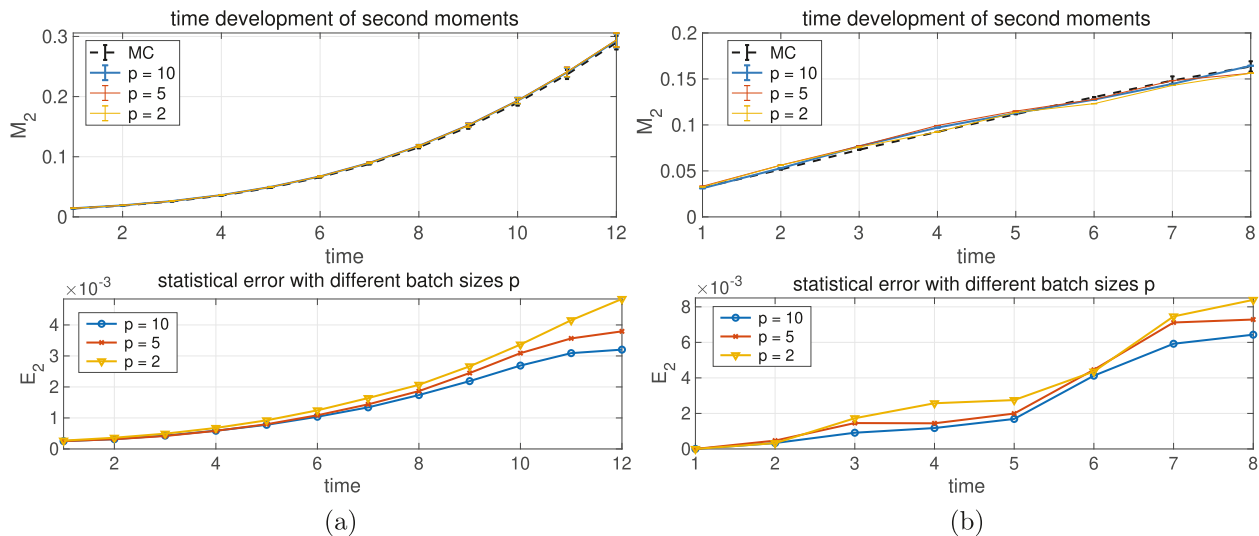 time development of second moments
M2
0.3
0.2
0.1
0
MC
p = 10
p = 5
p = 2
2 4 6 8 10 12
time
time development of second moments
M2
0.2
0.15
0.1
0.05
0
MC
p = 10
p = 5
p = 2
1 2 3 4 5 6 7 8
time
statistical error with different batch sizes p
×10-3
E2
4
3
2
1
0
p = 10
p = 5
p = 2
2 4 6 8 10 12
time
(a)
statistical error with different batch sizes p
×10-3
E2
8
6
4
2
0
p = 10
p = 5
p = 2
1 2 3 4 5 6 7 8
time
(b)